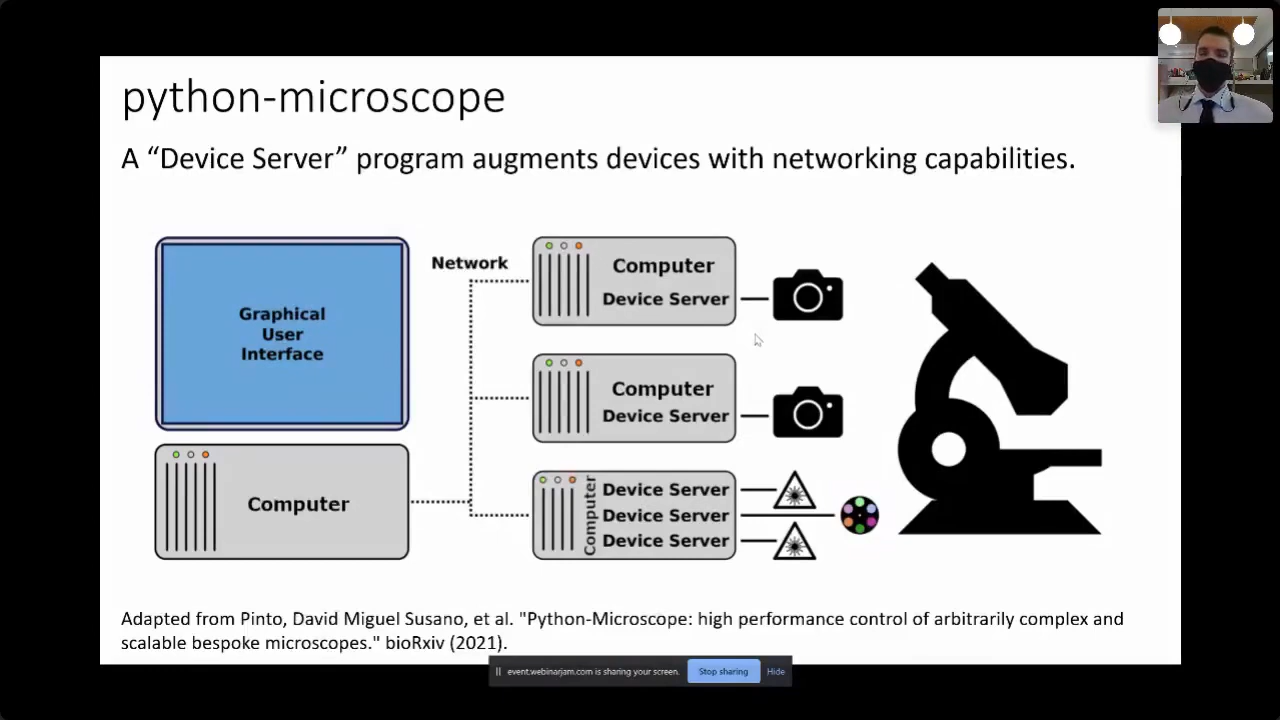 python-microscope
A “Device Server” program augments devices with networking capabilities.
Graphical
User
Interface
Computer
Network
Computer
Device Server
Computer
Device Server
Computer
Device Server
Device Server
Device Server
Adapted from Pinto, David Miguel Susano, et al. "Python-Microscope: high performance control of arbitrarily complex and
scalable bespoke microscopes." bioRxiv (2021).
event.webinarjam.com is sharing your screen.
Stop sharing
Hide